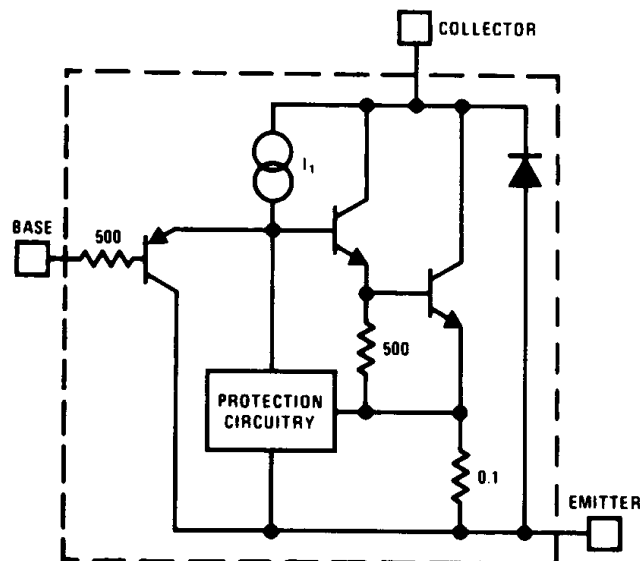 COLLECTOR
I₁
BASE
500
500
PROTECTION
CIRCUITRY
0.1
EMITTER